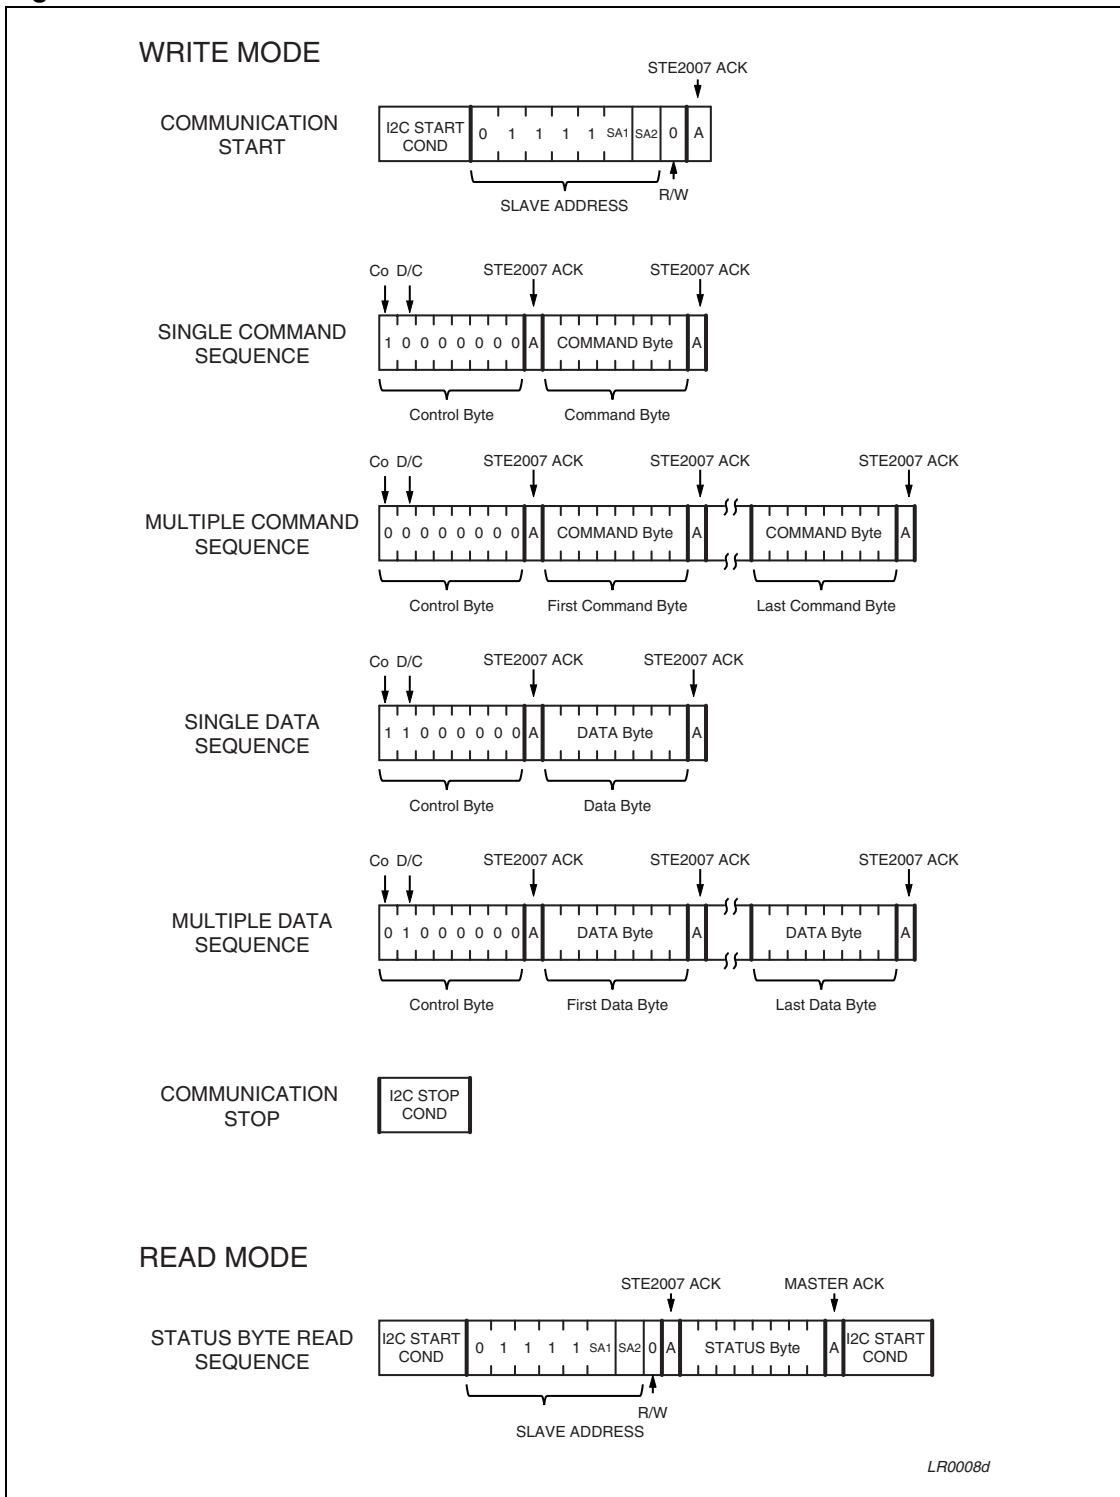 WRITE MODE
STE2007 ACK
COMMUNICATION
START
I2C START
COND
0 1 1 1 1 SA1 SA2 0 A
R/W
SLAVE ADDRESS
Co D/C STE2007 ACK STE2007 ACK
SINGLE COMMAND
SEQUENCE
1 0 0 0 0 0 0 0 A COMMAND Byte A
Control Byte Command Byte
Co D/C STE2007 ACK STE2007 ACK STE2007 ACK
MULTIPLE COMMAND
SEQUENCE
0 0 0 0 0 0 0 0 A COMMAND Byte A COMMAND Byte A
Control Byte First Command Byte Last Command Byte
Co D/C STE2007 ACK STE2007 ACK
SINGLE DATA
SEQUENCE
1 1 0 0 0 0 0 0 A DATA Byte A
Control Byte Data Byte
Co D/C STE2007 ACK STE2007 ACK STE2007 ACK
MULTIPLE DATA
SEQUENCE
0 1 0 0 0 0 0 0 A DATA Byte A DATA Byte A
Control Byte First Data Byte Last Data Byte
COMMUNICATION
STOP
I2C STOP
COND
READ MODE
STE2007 ACK MASTER ACK
STATUS BYTE READ
SEQUENCE
I2C START
COND
0 1 1 1 1 SA1 SA2 0 A STATUS Byte A
I2C START
COND
R/W
SLAVE ADDRESS
LR0008d